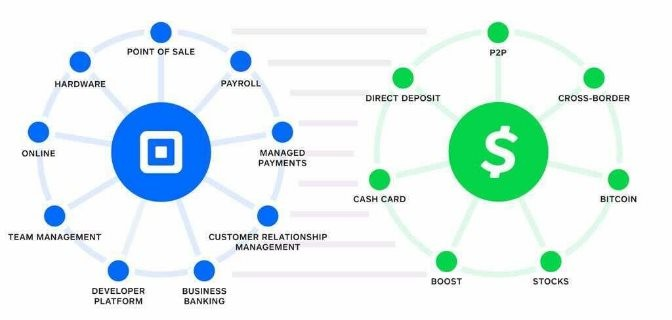 POINT OF SALE
HARDWARE
PAYROLL
ONLINE
MANAGED
PAYMENTS
TEAM MANAGEMENT
CUSTOMER RELATIONSHIP
MANAGEMENT
DEVELOPER
PLATFORM
BUSINESS
BANKING
$
P2P
DIRECT DEPOSIT
CROSS-BORDER
CASH CARD
BITCOIN
BOOST
STOCKS